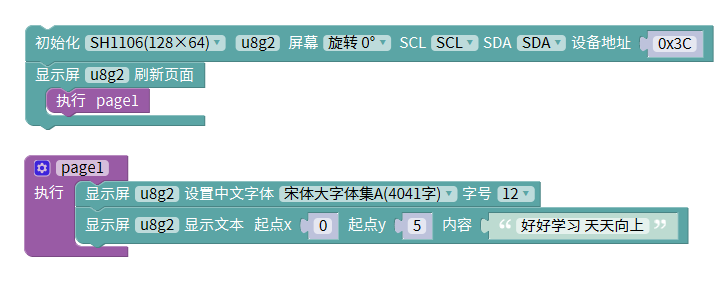 初始化 SH1106(128×64) u8g2 屏幕 旋转 0° SCL SCL SDA SDA 设备地址 0x3C
显示屏 u8g2 刷新页面
执行 page1
page1
执行 显示屏 u8g2 设置中文字体 宋体大字体集A(4041字) 字号 12
显示屏 u8g2 显示文本 起点x 0 起点y 5 内容 “ 好好学习 天天向上 ”